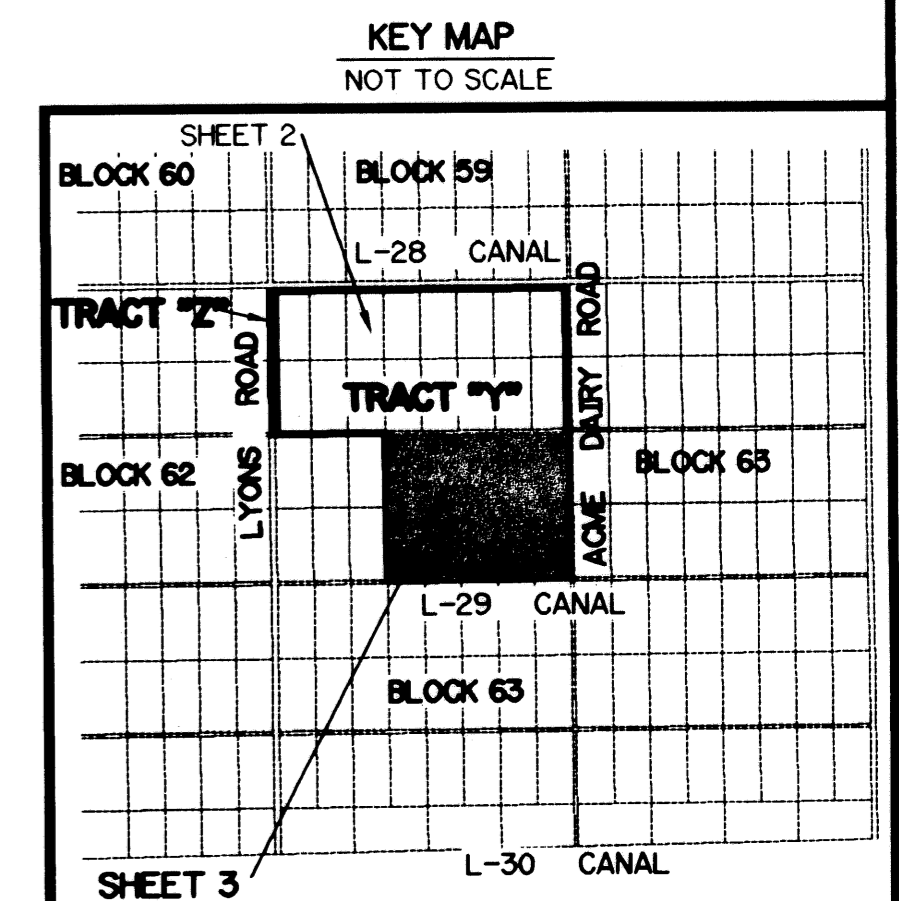 KEY MAP
NOT TO SCALE
SHEET 2
BLOCK 60
BLOCK 59
L-28 CANAL
TRACT "Z"
LYONS ROAD
TRACT "Y"
ACME DAIRY ROAD
BLOCK 62
BLOCK 63
L-29 CANAL
BLOCK 63
L-30 CANAL
SHEET 3